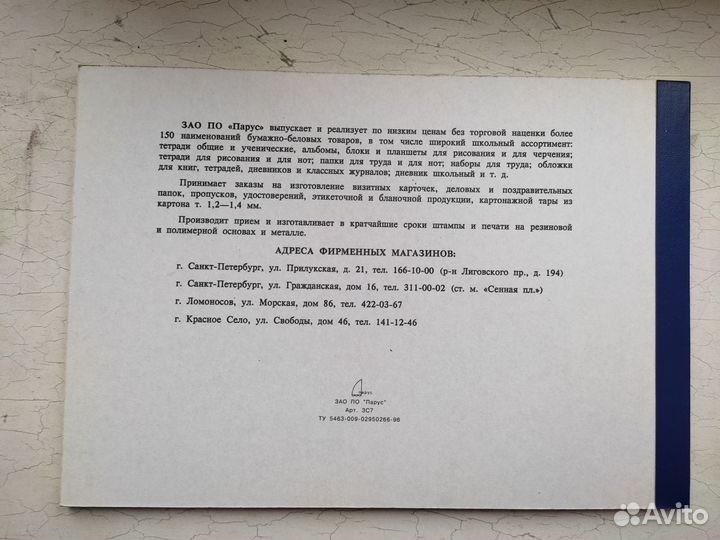 ЗАО ПО «Парус» выпускает и реализует по низким ценам без торговой наценки более
150 наименований бумажно-беловых товаров, в том числе широкий школьный ассортимент:
тетради общие и ученические, альбомы, блоки и планшеты для рисования и для черчения;
тетради для рисования и для нот; папки для труда и для нот; наборы для труда; обложки
для книг, тетрадей, дневников и классных журналов; дневник школьный и т. д.
Принимает заказы на изготовление визитных карточек, деловых и поздравительных
папок, пропусков, удостоверений, этикеточной и бланочной продукции, картонажной тары из
картона т. 1,2—1,4 мм.
Производит прием и изготавливает в кратчайшие сроки штампы и печати на резиновой
и полимерной основах и металле.
АДРЕСА ФИРМЕННЫХ МАГАЗИНОВ:
г. Санкт-Петербург, ул. Прилукская, д. 21, тел. 166-10-00 (р-н Лиговского пр., д. 194)
г. Санкт-Петербург, ул. Гражданская, дом 16, тел. 311-00-02 (ст. м. «Сенная пл.»)
г. Ломоносов, ул. Морская, дом 86, тел. 422-03-67
г. Красное Село, ул. Свободы, дом 46, тел. 141-12-46
парус
ЗАО ПО "Парус"
Арт. 3С7
ТУ 5463-009-02950266-96
Avito